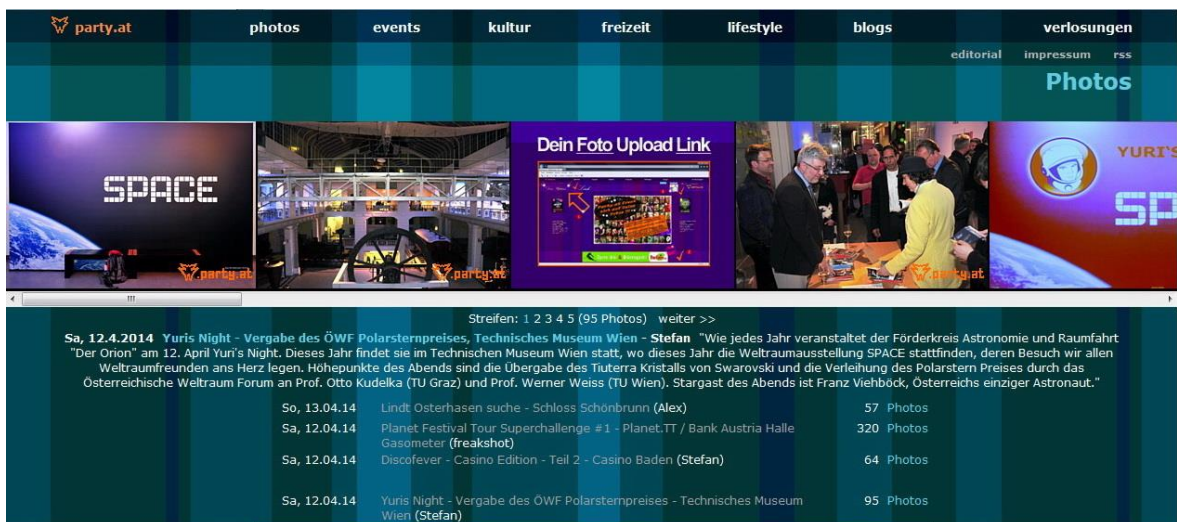 party.at photos events kultur freizeit lifestyle blogs verlosungen
editorial impressum rss
Photos
SPACE
party.at
party.at
Dein Foto Upload Link
party.at
YURI'S
SP
Streifen: 1 2 3 4 5 (95 Photos) weiter >>
Sa, 12.4.2014 Yuris Night - Vergabe des ÖWF Polarsternpreises, Technisches Museum Wien - Stefan "Wie jedes Jahr veranstaltet der Förderkreis Astronomie und Raumfahrt
"Der Orion" am 12. April Yuri's Night. Dieses Jahr findet sie im Technischen Museum Wien statt, wo dieses Jahr die Weltraumausstellung SPACE stattfinden, deren Besuch wir allen
Weltraumfreunden ans Herz legen. Höhepunkte des Abends sind die Übergabe des Tiuterra Kristalls von Swarovski und die Verleihung des Polarstern Preises durch das
Österreichische Weltraum Forum an Prof. Otto Kudelka (TU Graz) und Prof. Werner Weiss (TU Wien). Stargast des Abends ist Franz Viehböck, Österreichs einziger Astronaut."
So, 13.04.14 Lindt Osterhasen suche - Schloss Schönbrunn (Alex) 57 Photos
Sa, 12.04.14 Planet Festival Tour Superchallenge #1 - Planet.TT / Bank Austria Halle 320 Photos
Gasometer (freakshot)
Sa, 12.04.14 Discofever - Casino Edition - Teil 2 - Casino Baden (Stefan) 64 Photos
Sa, 12.04.14 Yuris Night - Vergabe des ÖWF Polarsternpreises - Technisches Museum 95 Photos
Wien (Stefan)